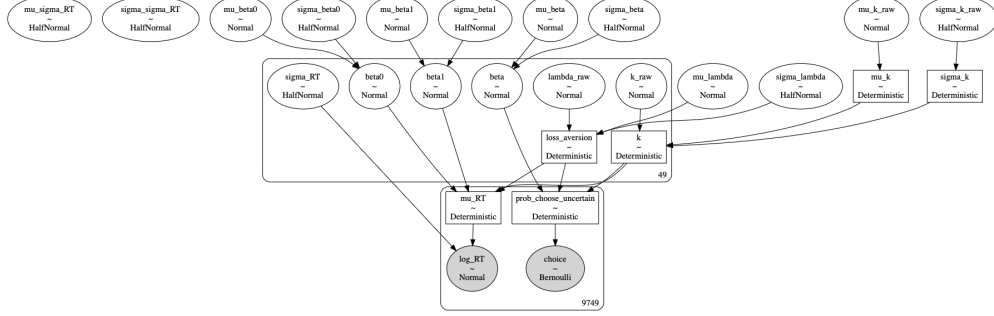 mu_sigma_RT
~
HalfNormal
sigma_sigma_RT
~
HalfNormal
mu_beta0
~
Normal
sigma_beta0
~
HalfNormal
mu_beta1
~
Normal
sigma_beta1
~
HalfNormal
mu_beta
~
Normal
sigma_beta
~
HalfNormal
mu_k_raw
~
Normal
sigma_k_raw
~
HalfNormal
sigma_RT
~
HalfNormal
beta0
~
Normal
beta1
~
Normal
beta
~
Normal
lambda_raw
~
Normal
k_raw
~
Normal
mu_lambda
~
Normal
sigma_lambda
~
HalfNormal
mu_k
~
Deterministic
sigma_k
~
Deterministic
loss_aversion
~
Deterministic
k
~
Deterministic
49
mu_RT
~
Deterministic
prob_choose_uncertain
~
Deterministic
log_RT
~
Normal
choice
~
Bernoulli
9749